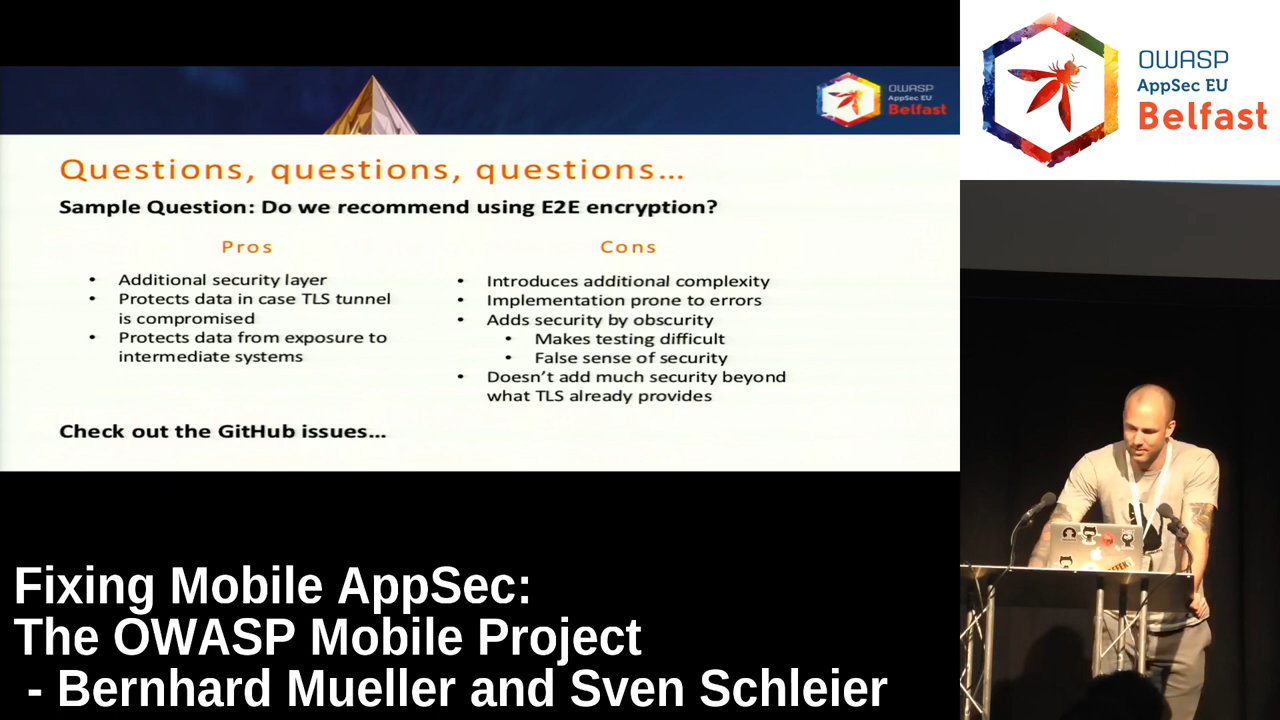 OWASP
AppSec EU
Belfast
Questions, questions, questions...
Sample Question: Do we recommend using E2E encryption?
Pros
• Additional security layer
• Protects data in case TLS tunnel
is compromised
• Protects data from exposure to
intermediate systems
Cons
• Introduces additional complexity
• Implementation prone to errors
• Adds security by obscurity
• Makes testing difficult
• False sense of security
• Doesn't add much security beyond
what TLS already provides
Check out the GitHub issues...
OWASP
AppSec EU
Belfast
Fixing Mobile AppSec:
The OWASP Mobile Project
- Bernhard Mueller and Sven Schleier